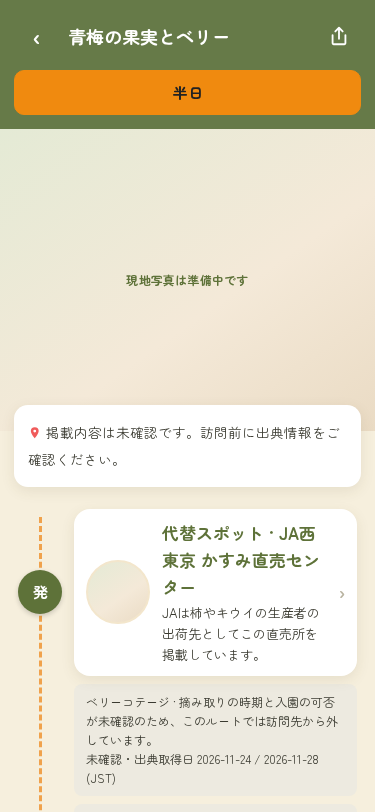 青梅の果実とベリー
半日
現地写真は準備中です
掲載内容は未確認です。訪問前に出典情報をご
確認ください。
発
代替スポット · JA西
東京 かすみ直売セン
ター
JAは柿やキウイの生産者の
出荷先としてこの直売所を
掲載しています。
ベリーコテージ · 摘み取りの時期と入園の可否
が未確認のため、このルートでは訪問先から外
しています。
未確認・出典取得日 2026-11-24 / 2026-11-28
(JST)